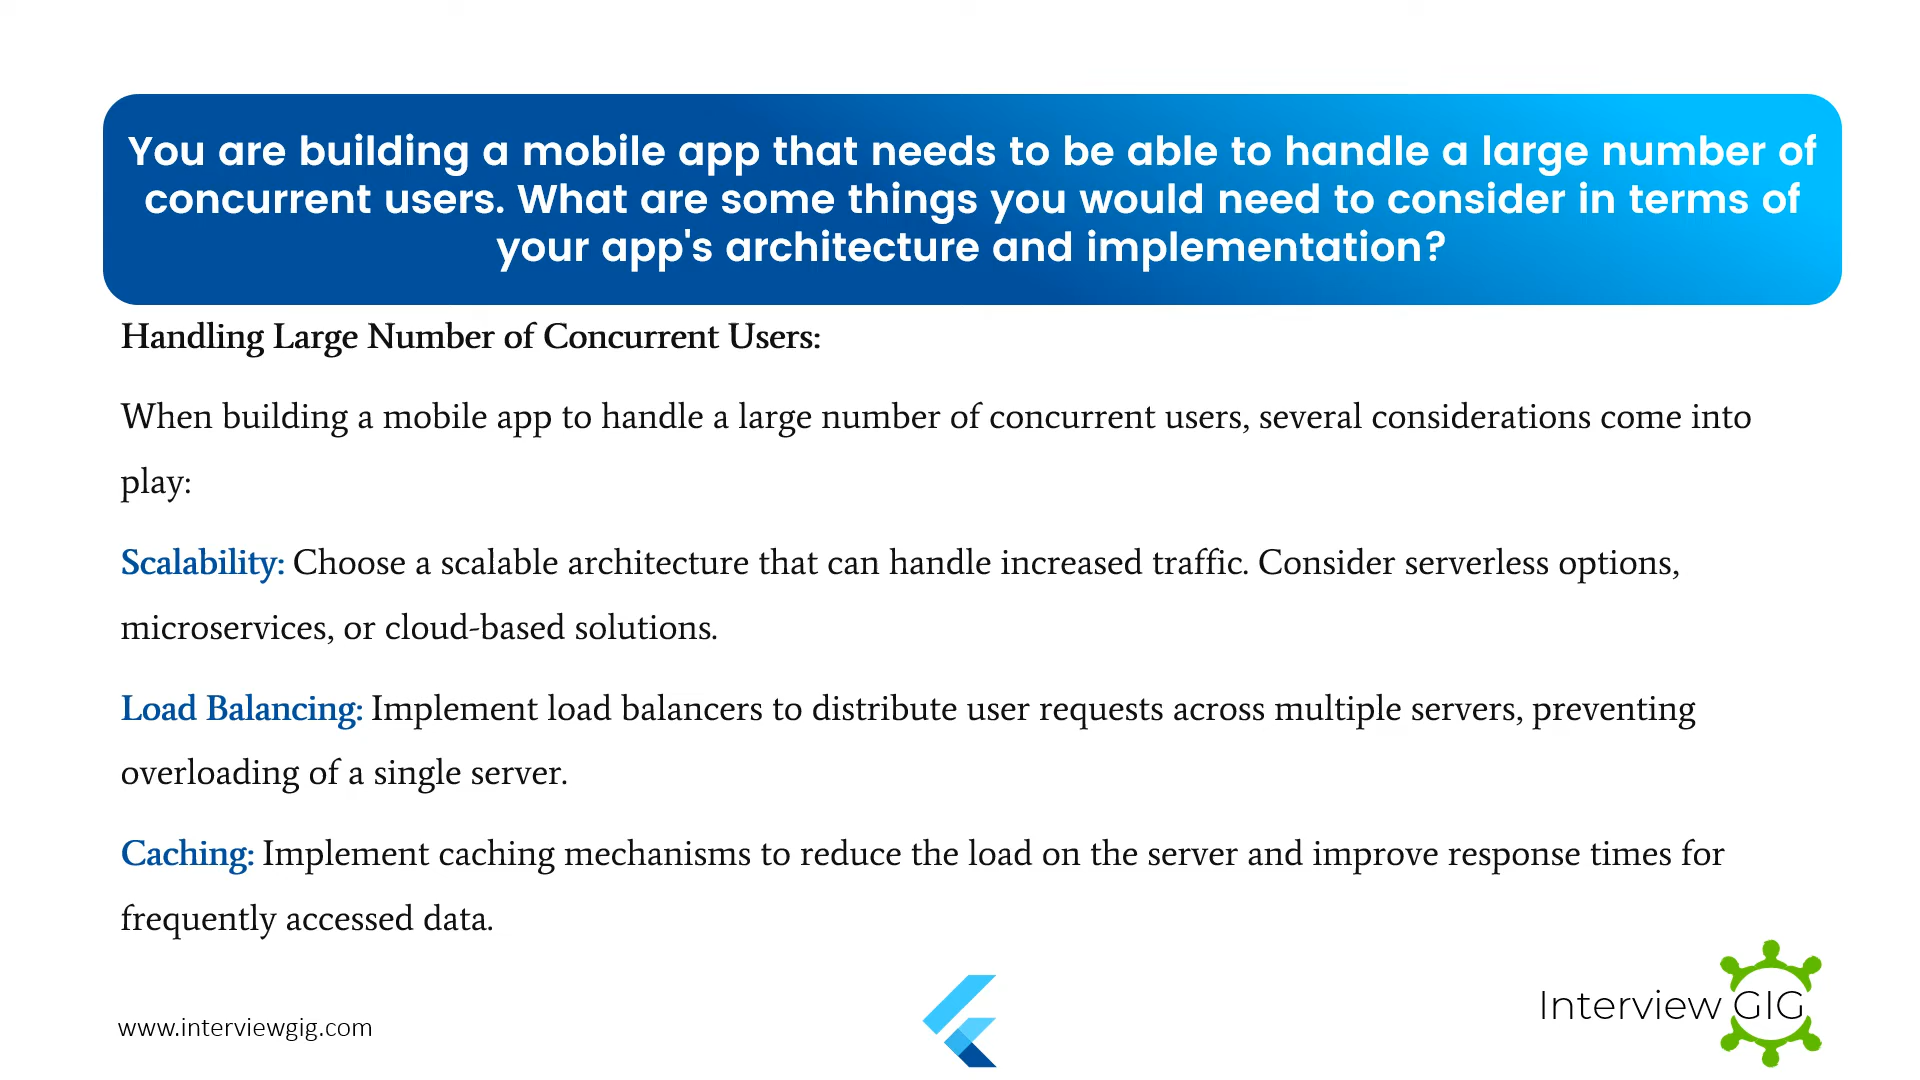 You are building a mobile app that needs to be able to handle a large number of
concurrent users. What are some things you would need to consider in terms of
your app's architecture and implementation?
Handling Large Number of Concurrent Users:
When building a mobile app to handle a large number of concurrent users, several considerations come into
play:
Scalability: Choose a scalable architecture that can handle increased traffic. Consider serverless options,
microservices, or cloud-based solutions.
Load Balancing: Implement load balancers to distribute user requests across multiple servers, preventing
overloading of a single server.
Caching: Implement caching mechanisms to reduce the load on the server and improve response times for
frequently accessed data.
www.interviewgig.com
Interview GIG